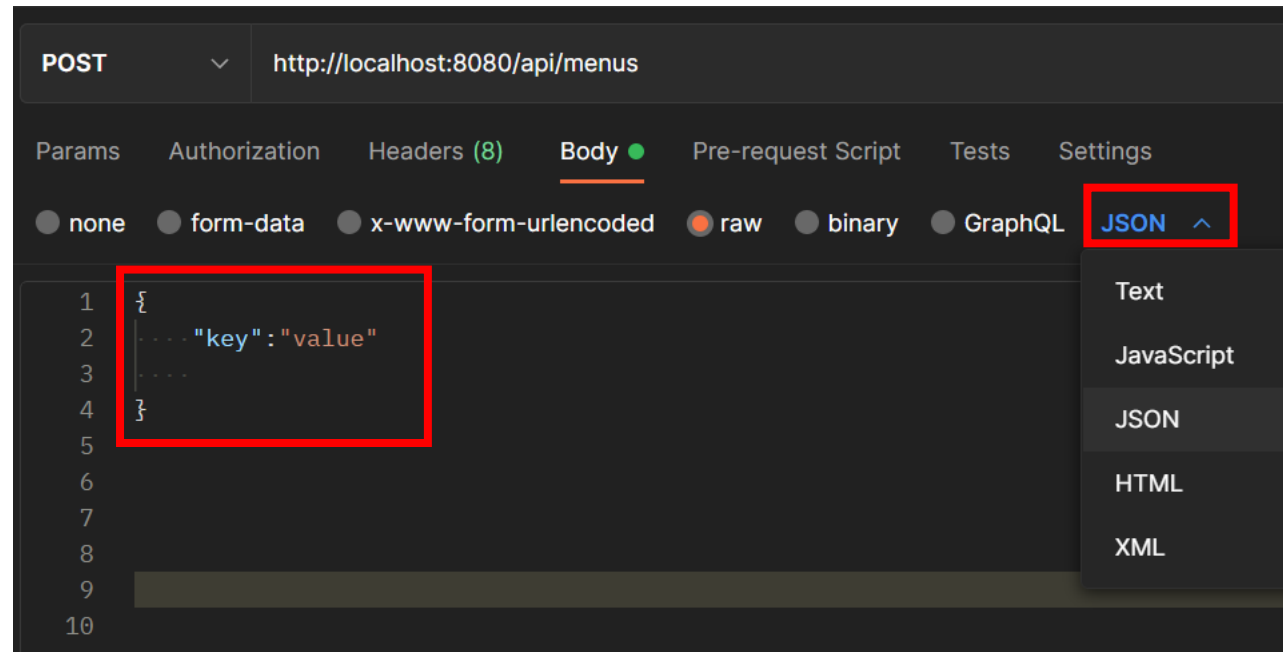 POST http://localhost:8080/api/menus
Params Authorization Headers (8) Body Pre-request Script Tests Settings
none form-data x-www-form-urlencoded raw binary GraphQL JSON
Text
JavaScript
JSON
HTML
XML
1 {
2 "key":"value"
3
4 }
5
6
7
8
9
10